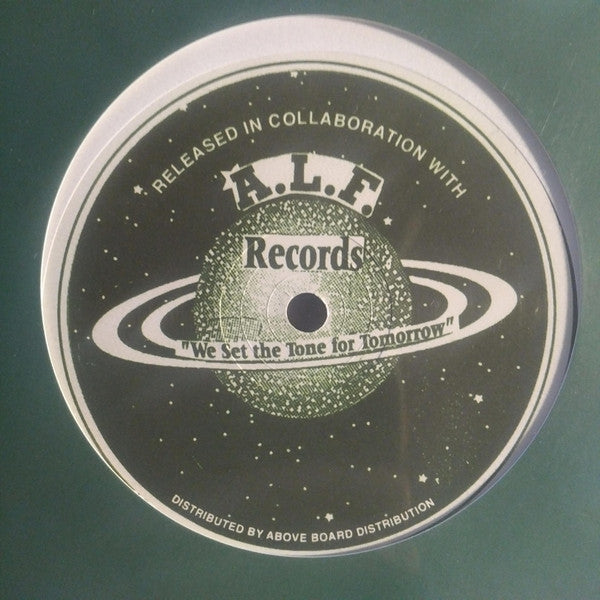 RELEASED IN COLLABORATION WITH
A.L.F.
Records
"We Set the Tone for Tomorrow"
DISTRIBUTED BY ABOVE BOARD DISTRIBUTION